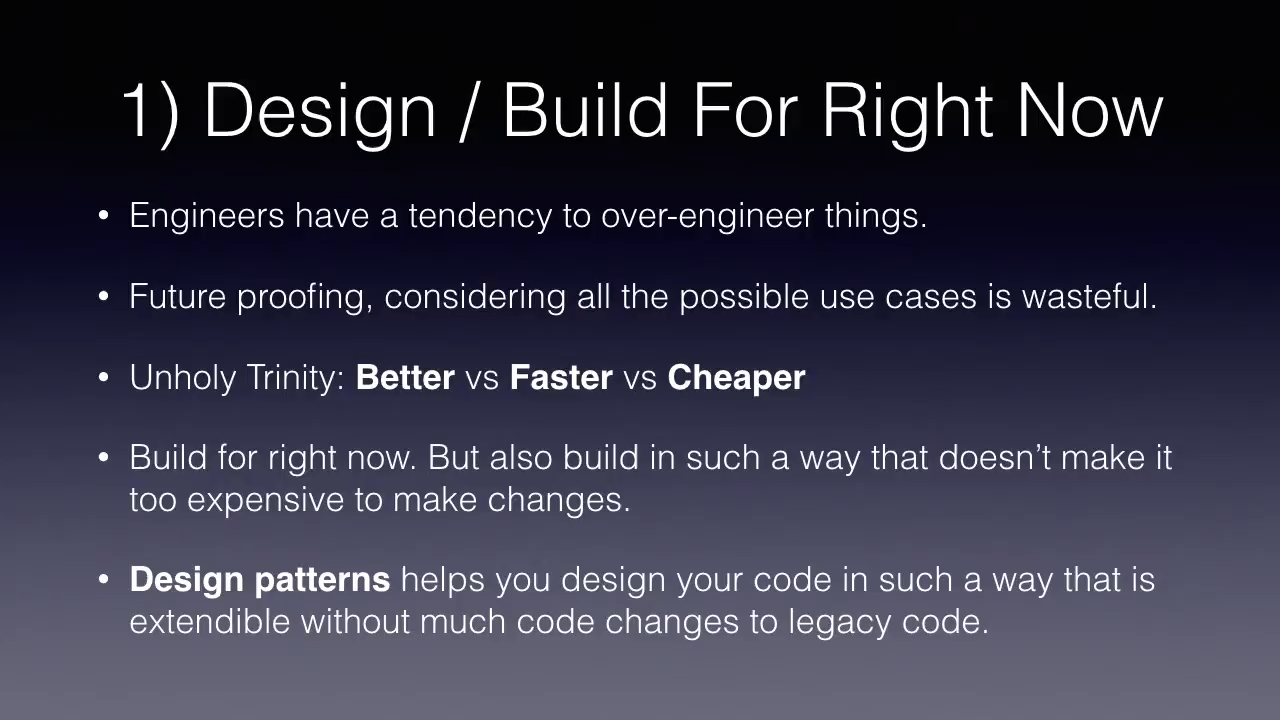 1) Design / Build For Right Now
• Engineers have a tendency to over-engineer things.
• Future proofing, considering all the possible use cases is wasteful.
• Unholy Trinity: Better vs Faster vs Cheaper
• Build for right now. But also build in such a way that doesn’t make it
too expensive to make changes.
• Design patterns helps you design your code in such a way that is
extendible without much code changes to legacy code.